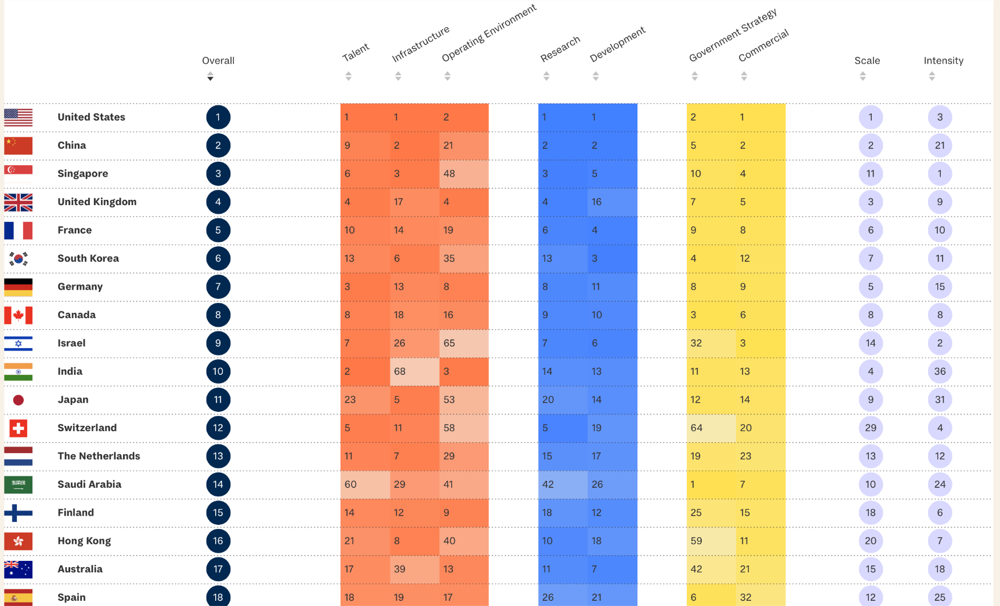 Overall Talent Infrastructure Operating Environment Research Development Government Strategy Commercial Scale Intensity
United States 1 1 1 2 1 1 2 1 1 3
China 2 9 2 21 2 2 5 2 2 21
Singapore 3 6 3 48 3 5 10 4 11 1
United Kingdom 4 4 17 4 4 16 7 5 3 9
France 5 10 14 19 6 4 9 8 6 10
South Korea 6 13 6 35 13 3 4 12 7 11
Germany 7 3 13 8 8 11 8 9 5 15
Canada 8 8 18 16 9 10 3 6 8 8
Israel 9 7 26 65 7 6 32 3 14 2
India 10 2 68 3 14 13 11 13 4 36
Japan 11 23 5 53 20 14 12 14 9 31
Switzerland 12 5 11 58 5 19 64 20 29 4
The Netherlands 13 11 7 29 15 17 19 23 13 12
Saudi Arabia 14 60 29 41 42 26 1 7 10 24
Finland 15 14 12 9 18 12 25 15 18 6
Hong Kong 16 21 8 40 10 18 59 11 20 7
Australia 17 17 39 13 11 7 42 21 15 18
Spain 18 18 19 17 26 21 6 32 12 25